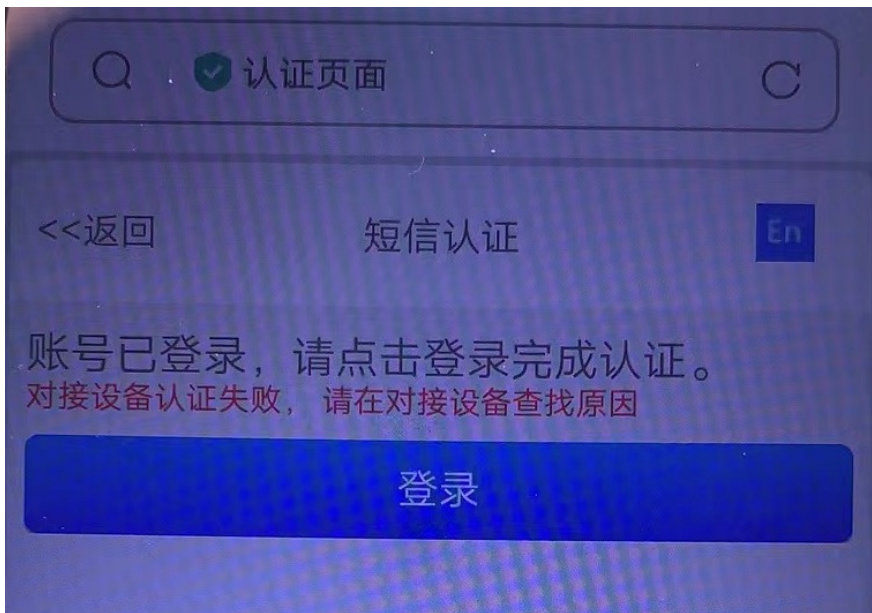 认证页面
<<返回 短信认证 En
账号已登录，请点击登录完成认证。
对接设备认证失败， 请在对接设备查找原因
登录